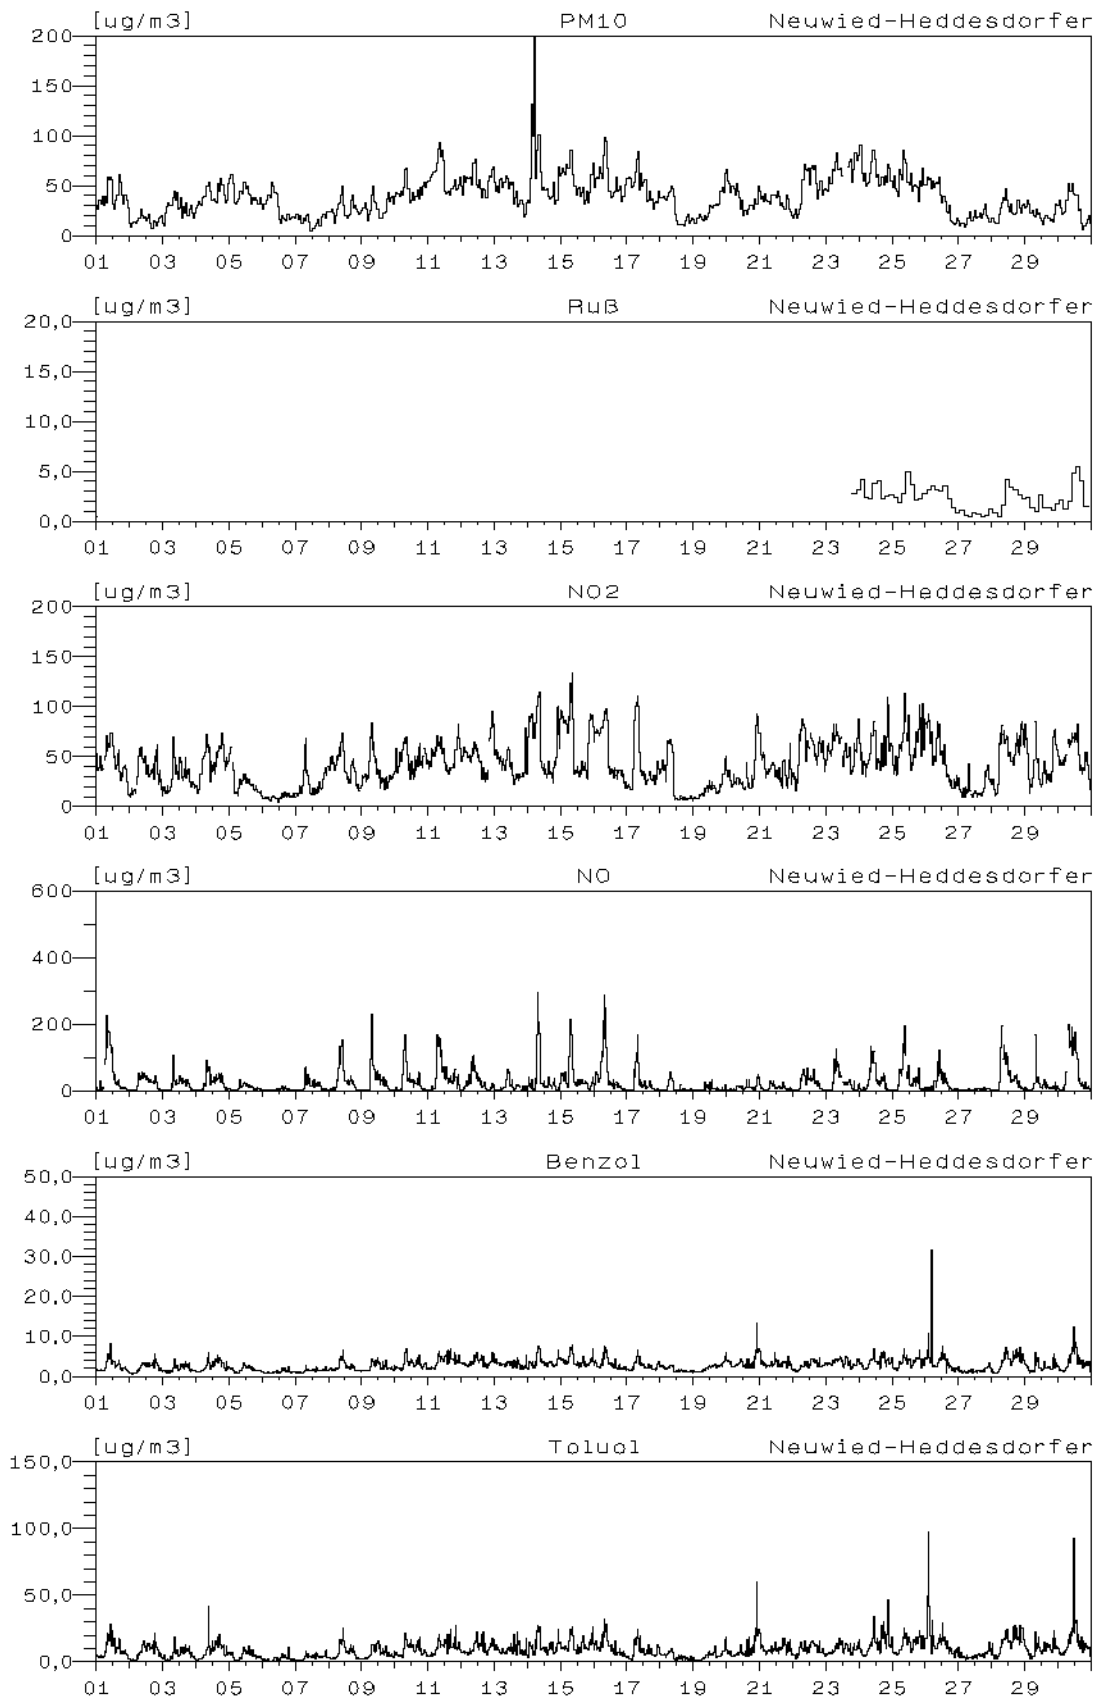 [ug/m3] PM10 Neuwied-Heddesdorfer
200
150
100
50
0
01 03 05 07 09 11 13 15 17 19 21 23 25 27 29
[ug/m3] Ruß Neuwied-Heddesdorfer
20,0
15,0
10,0
5,0
0,0
01 03 05 07 09 11 13 15 17 19 21 23 25 27 29
[ug/m3] NO2 Neuwied-Heddesdorfer
200
150
100
50
0
01 03 05 07 09 11 13 15 17 19 21 23 25 27 29
[ug/m3] NO Neuwied-Heddesdorfer
600
400
200
0
01 03 05 07 09 11 13 15 17 19 21 23 25 27 29
[ug/m3] Benzol Neuwied-Heddesdorfer
50,0
40,0
30,0
20,0
10,0
0,0
01 03 05 07 09 11 13 15 17 19 21 23 25 27 29
[ug/m3] Toluol Neuwied-Heddesdorfer
150,0
100,0
50,0
0,0
01 03 05 07 09 11 13 15 17 19 21 23 25 27 29